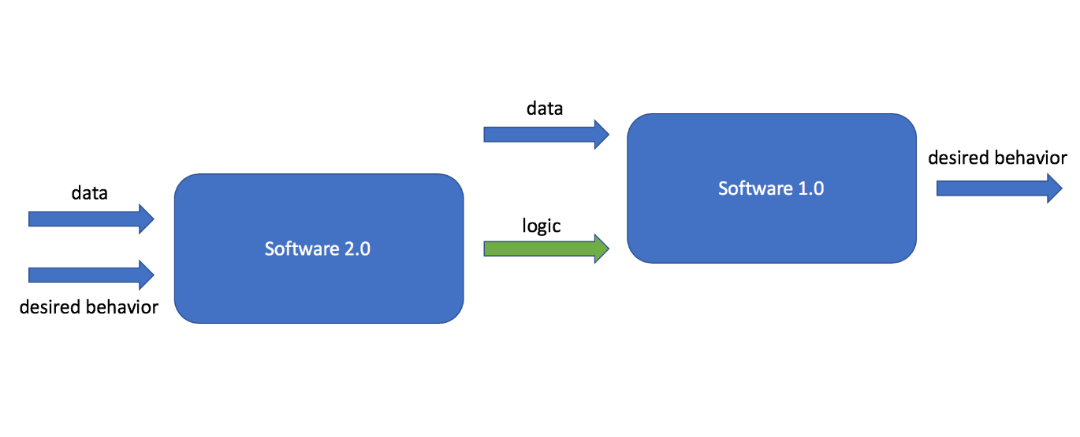 data
desired behavior
Software 2.0
data
logic
Software 1.0
desired behavior